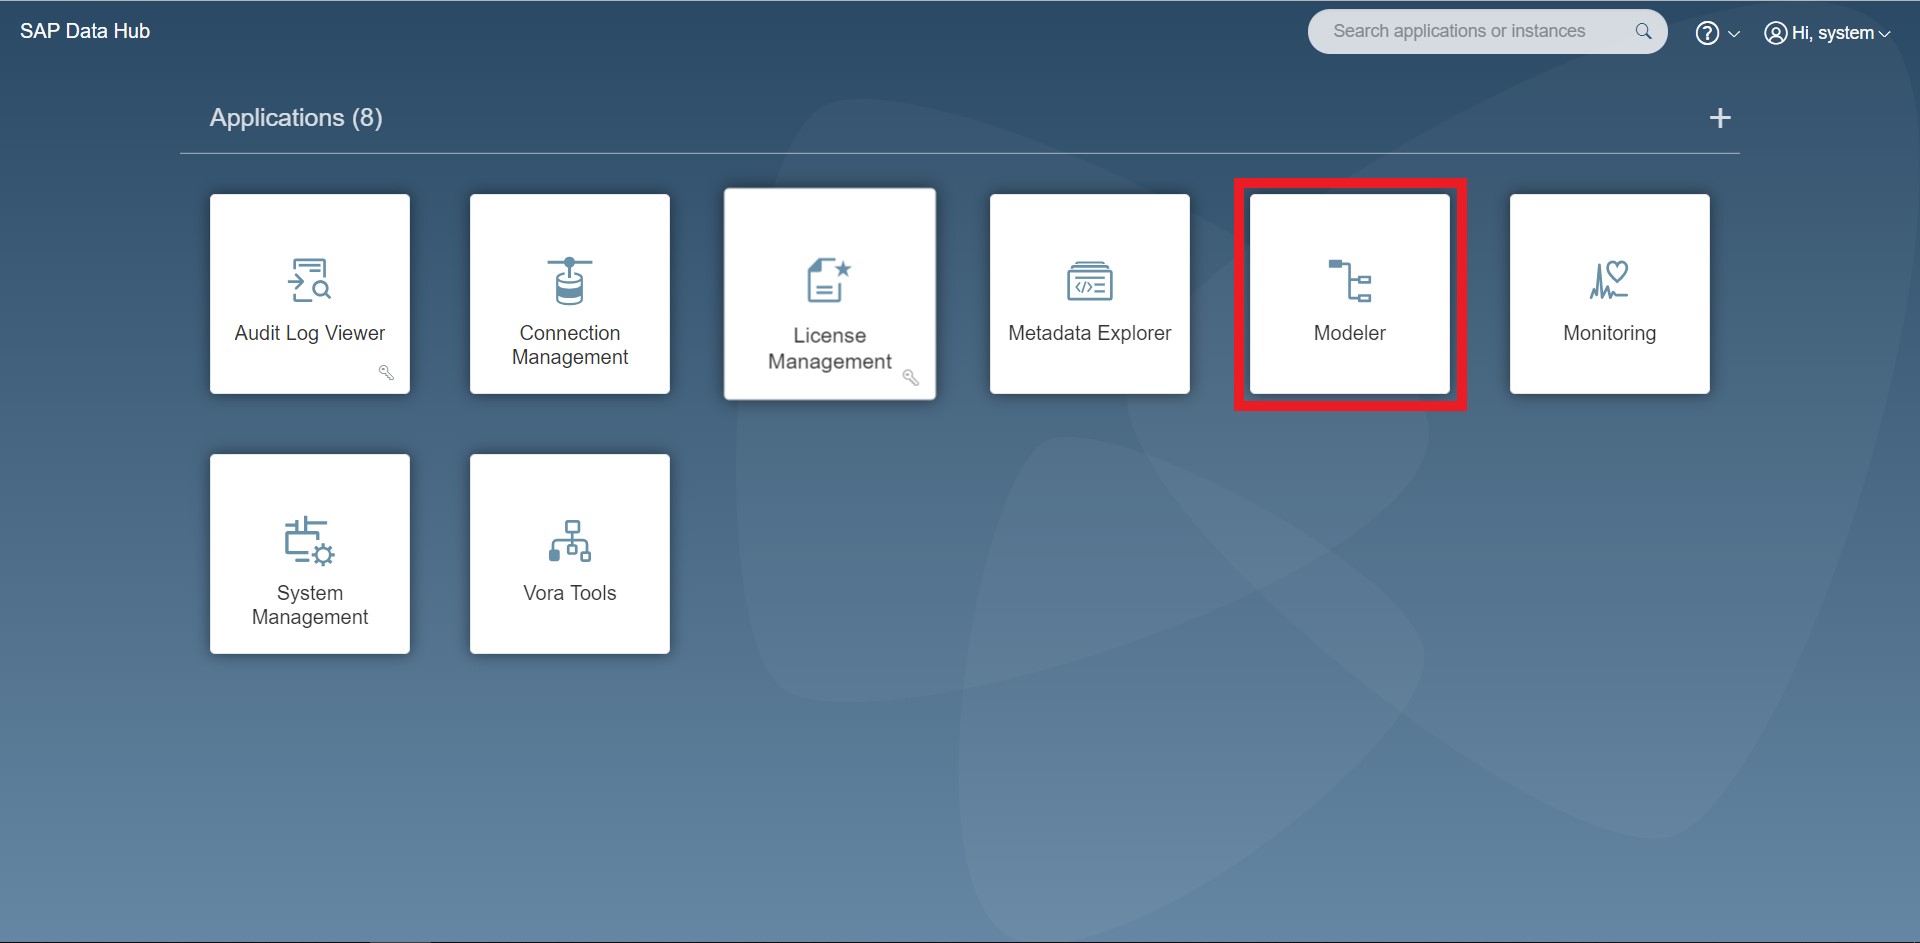 SAP Data Hub
Search applications or instances
Hi, system
Applications (8)
Audit Log Viewer
Connection
Management
License
Management
Metadata Explorer
Modeler
Monitoring
System
Management
Vora Tools